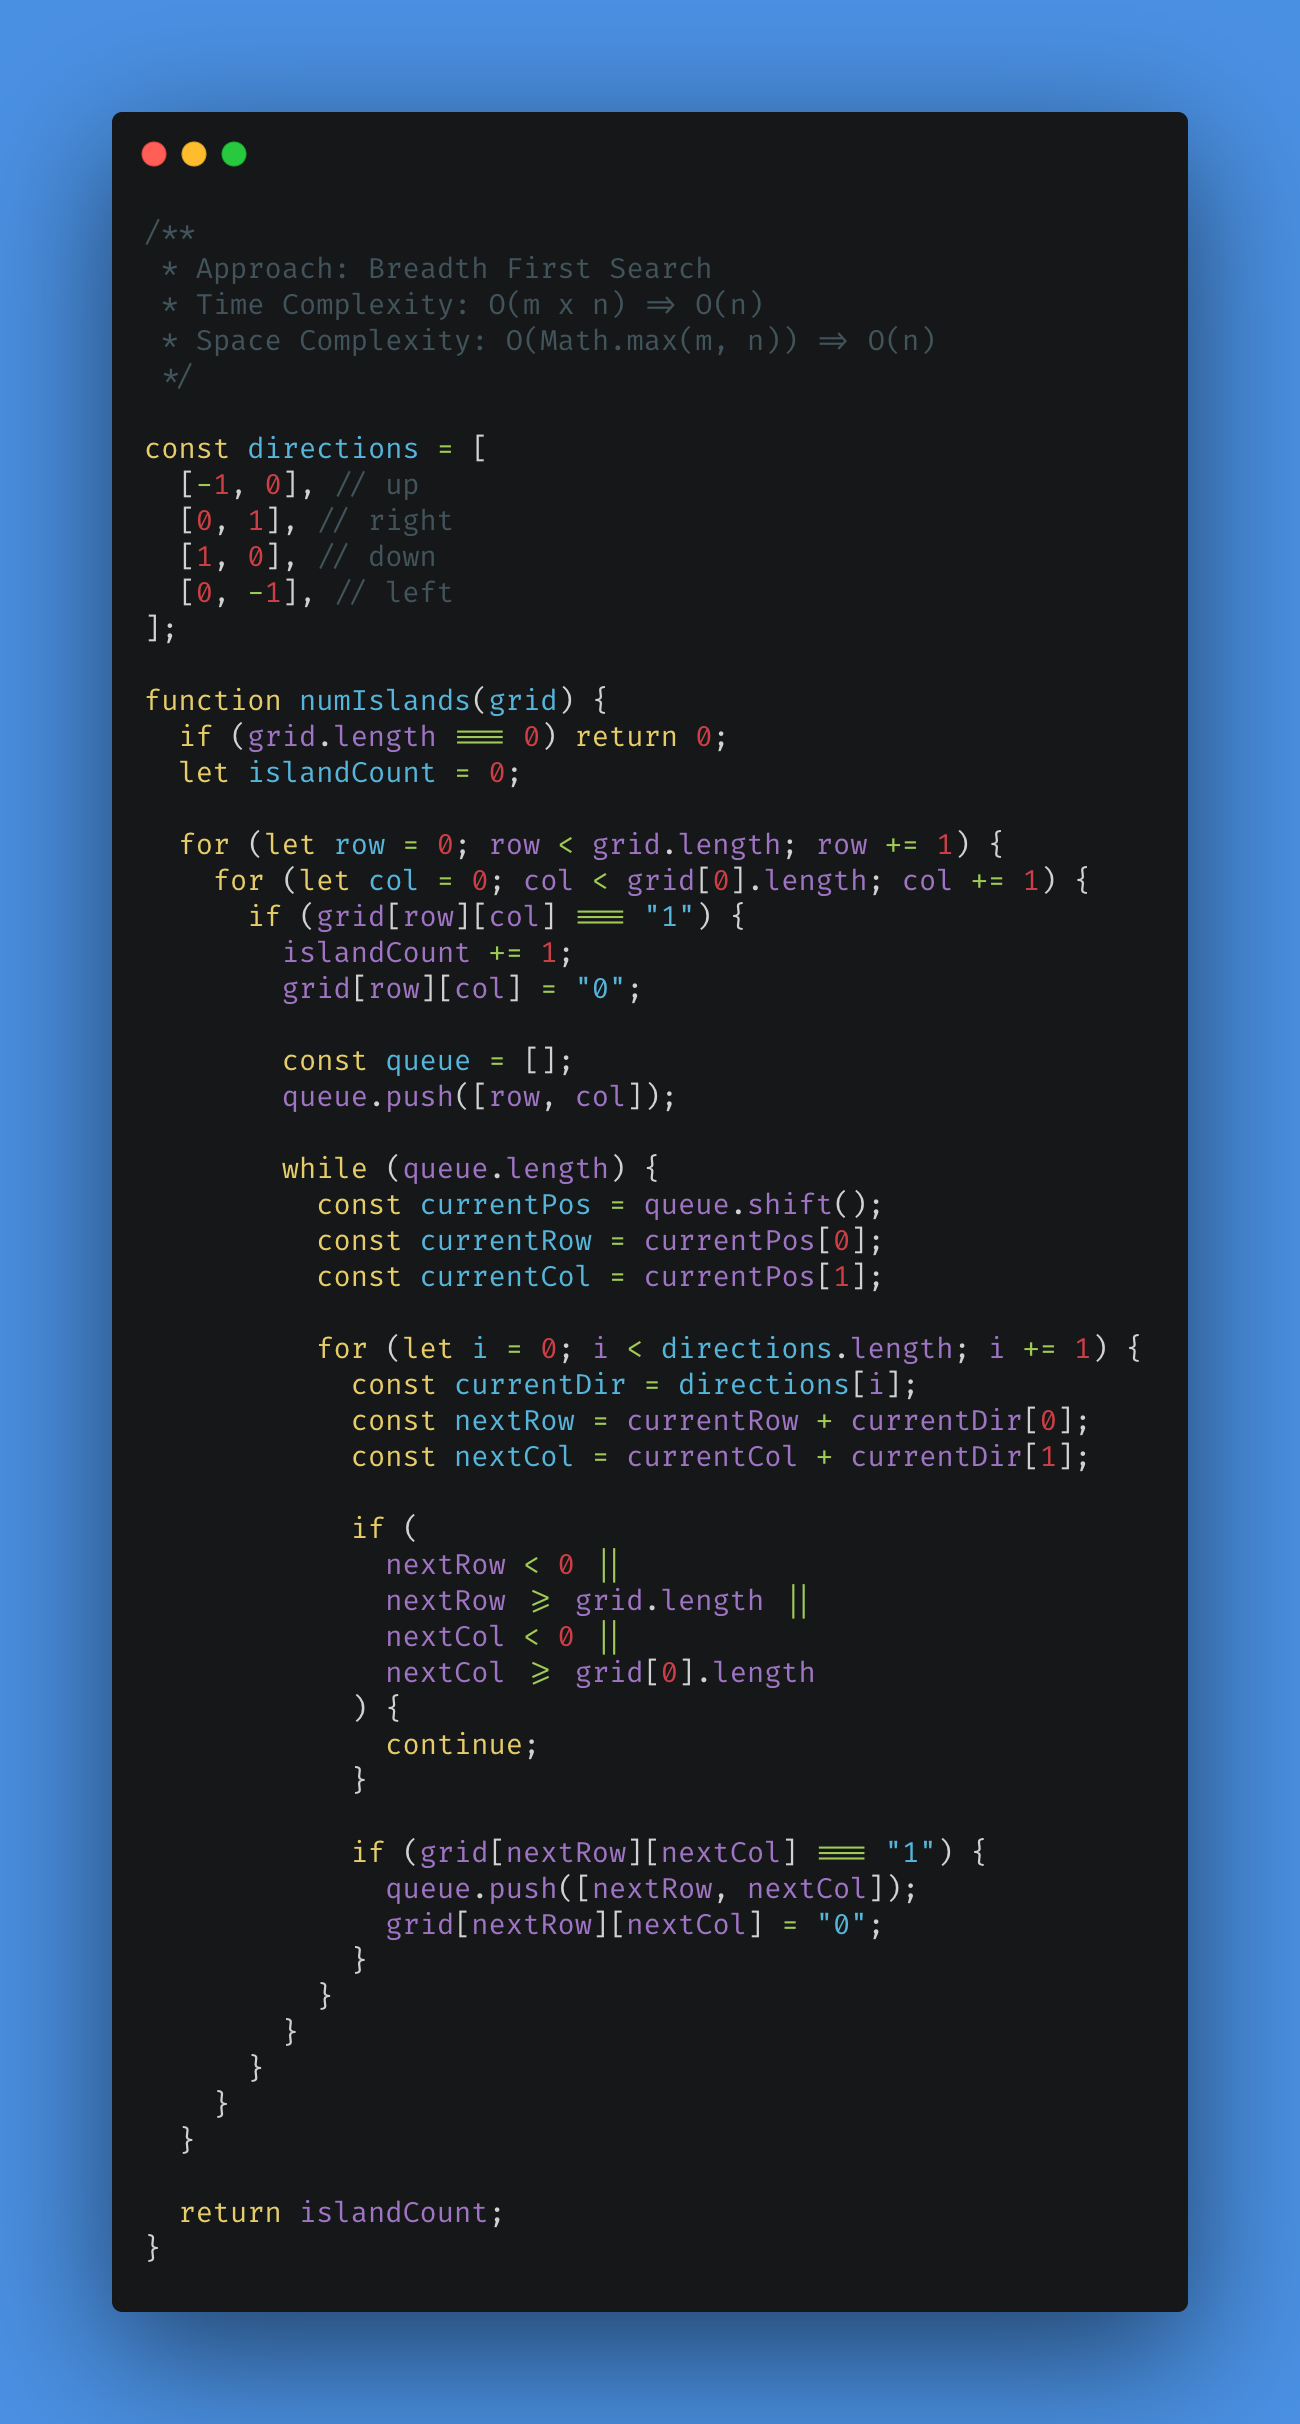 /**
 * Approach: Breadth First Search
 * Time Complexity: O(m x n) => O(n)
 * Space Complexity: O(Math.max(m, n)) => O(n)
 */

const directions = [
  [-1, 0], // up
  [0, 1], // right
  [1, 0], // down
  [0, -1], // left
];

function numIslands(grid) {
  if (grid.length === 0) return 0;
  let islandCount = 0;

  for (let row = 0; row < grid.length; row += 1) {
    for (let col = 0; col < grid[0].length; col += 1) {
      if (grid[row][col] === "1") {
        islandCount += 1;
        grid[row][col] = "0";

        const queue = [];
        queue.push([row, col]);

        while (queue.length) {
          const currentPos = queue.shift();
          const currentRow = currentPos[0];
          const currentCol = currentPos[1];

          for (let i = 0; i < directions.length; i += 1) {
            const currentDir = directions[i];
            const nextRow = currentRow + currentDir[0];
            const nextCol = currentCol + currentDir[1];

            if (
              nextRow < 0 ||
              nextRow >= grid.length ||
              nextCol < 0 ||
              nextCol >= grid[0].length
            ) {
              continue;
            }

            if (grid[nextRow][nextCol] === "1") {
              queue.push([nextRow, nextCol]);
              grid[nextRow][nextCol] = "0";
            }
          }
        }
      }
    }
  }

  return islandCount;
}